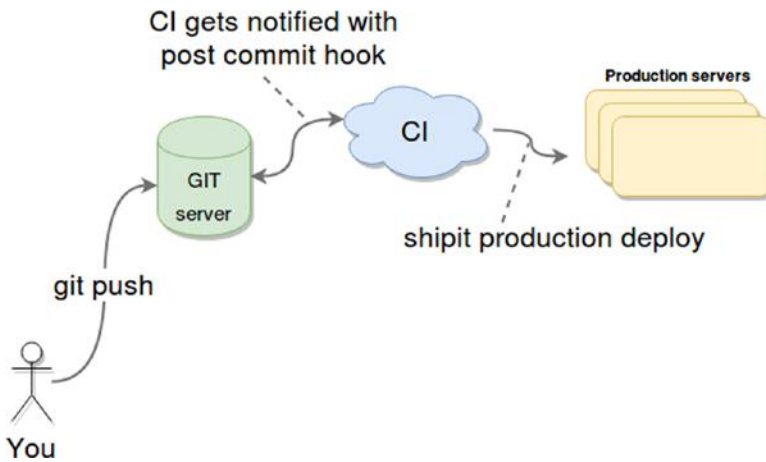 CI gets notified with
post commit hook
Production servers
CI
GIT
server
shipit production deploy
git push
You